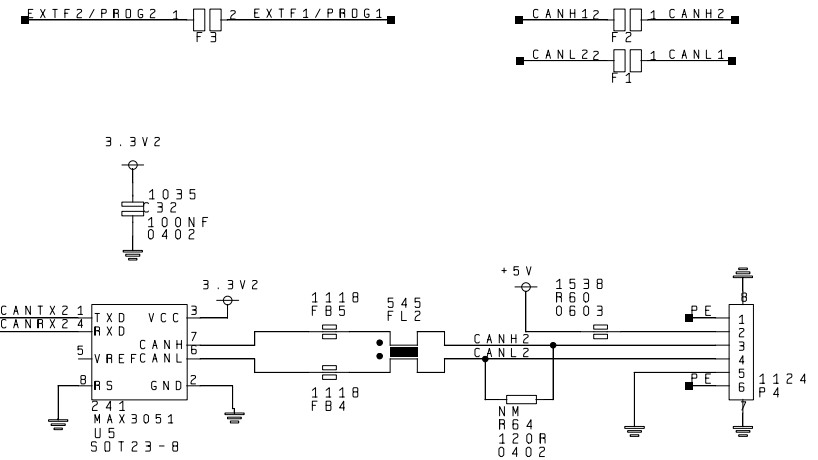 EXTF2/PROG2 1 2 EXTF1/PROG1
F3
CANH12 2 1 CANH2
F2
CANL22 1 CANL1
F1
3.3V2
1035
C32
100NF
0402
3.3V2
CANTX2 1 TXD VCC 3
CANRX2 4 RXD
CANH 7
5 VREF CANL 6
8 RS GND 2
241
MAX3051
U5
SOT23-8
1118
FB5
1118
FB4
545
FL2
CANH2
CANL2
+5V
1538
R60
0603
NM
R64
120R
0402
8
PE 1
2
3
4
5
PE 6
7
1124
P4